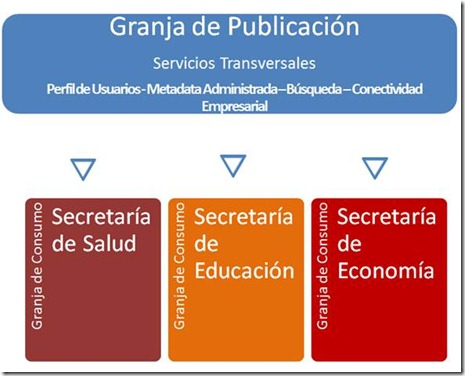 Granja de Publicación
Servicios Transversales
Perfil de Usuarios - Metadata Administrada – Búsqueda – Conectividad
Empresarial
Granja de Consumo
Secretaría
de Salud
Granja de Consumo
Secretaría
de
Educación
Granja de Consumo
Secretaría
de
Economía